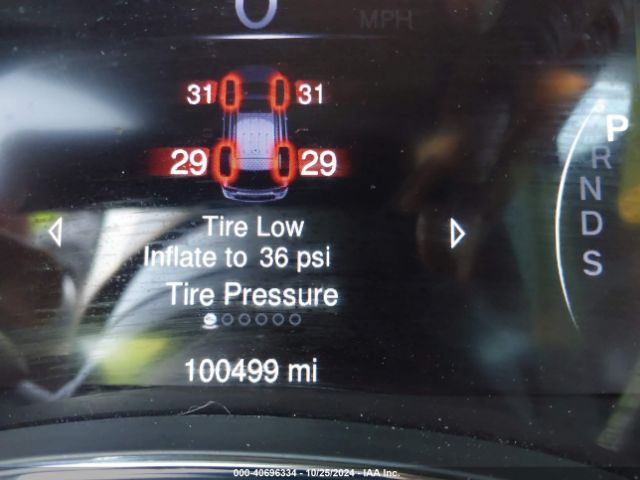 0 MPH
31 31
P
29 29
R
N
D
S
Tire Low
Inflate to 36 psi
Tire Pressure
100499 mi
000-40696334 - 10/25/2024 - IAA Inc.